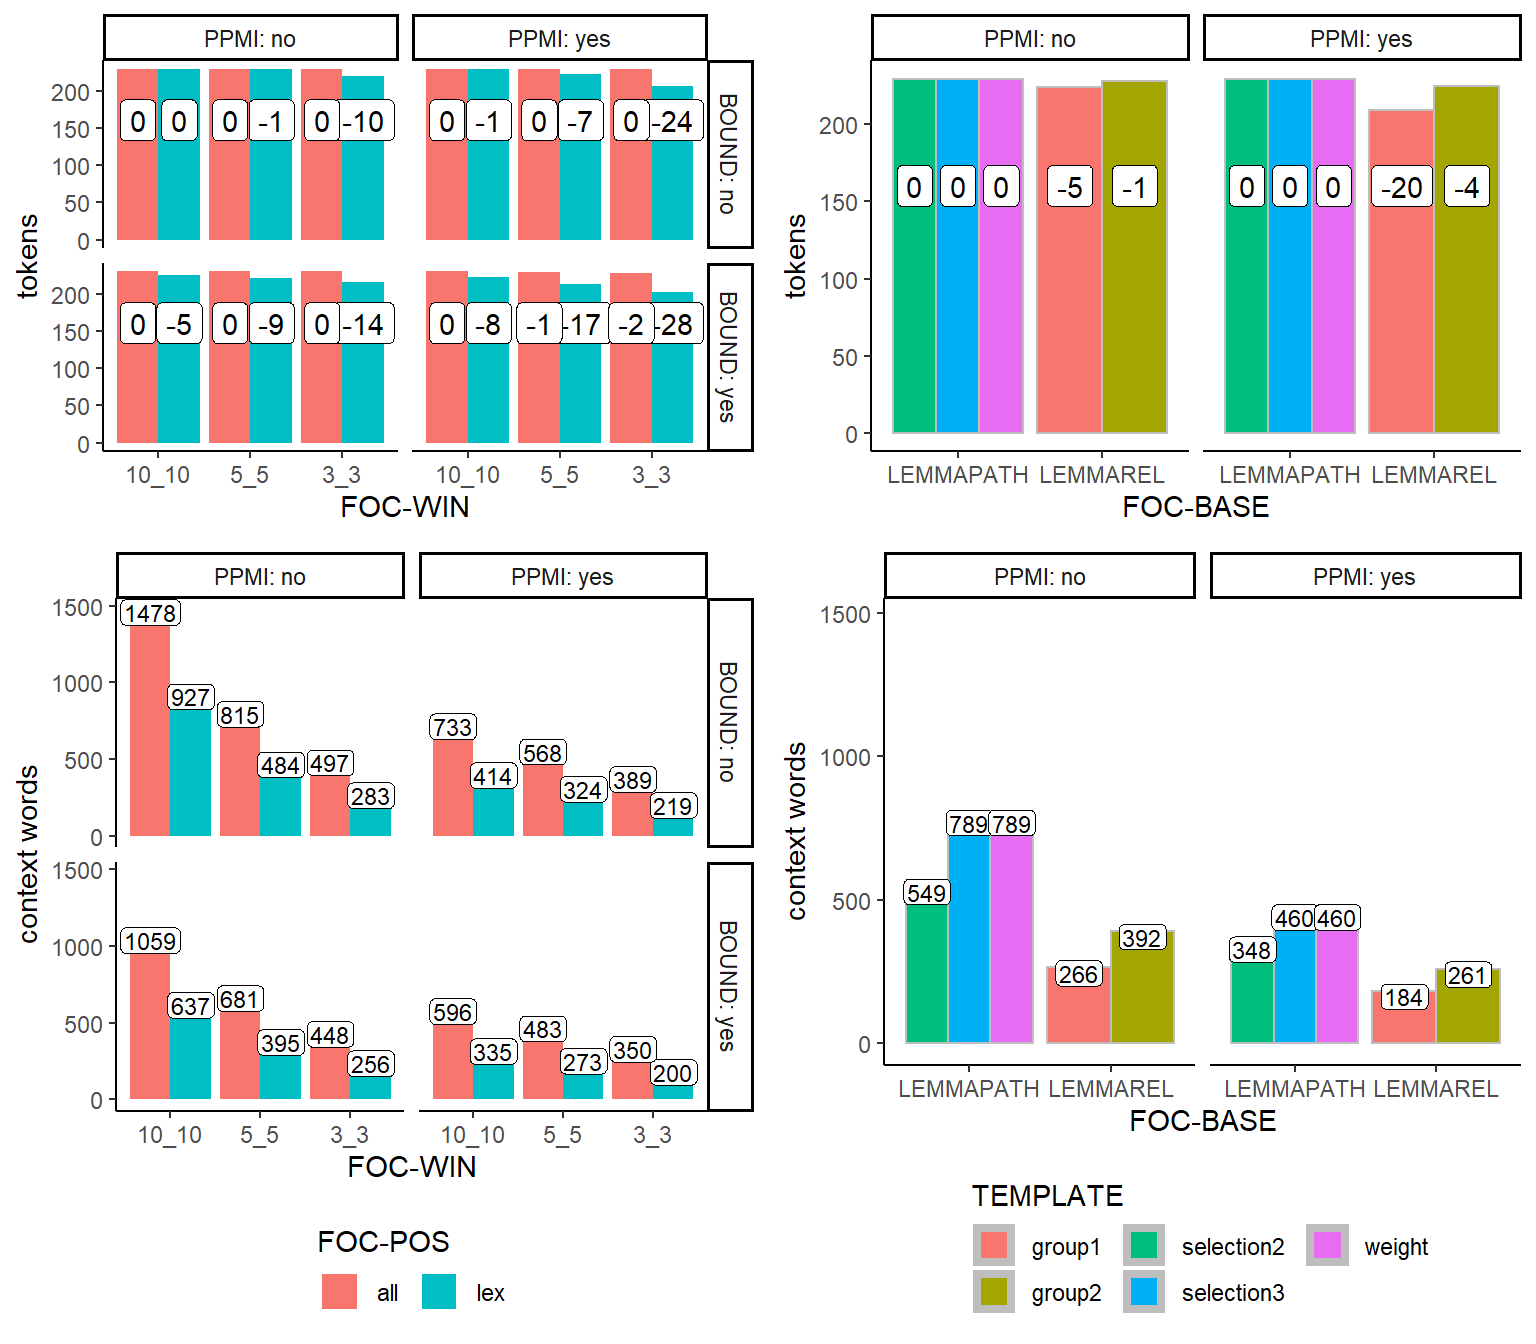 PPMI: no
PPMI: yes
200
150
100
50
0
0 0 0 -1 0 -10
0 -1 0 -7 0 -24
BOUND: no
200
150
100
50
0
0 -5 0 -9 0 -14
0 -8 -1 -17 -2 -28
BOUND: yes
tokens
10_10 5_5 3_3
10_10 5_5 3_3
FOC-WIN
PPMI: no
PPMI: yes
200
150
100
50
0
0 0 0 -5 -1
0 0 0 -20 -4
tokens
LEMMAPATH LEMMAREL
LEMMAPATH LEMMAREL
FOC-BASE
PPMI: no
PPMI: yes
1500
1000
500
0
1478 927 815 484 497 283
733 414 568 324 389 219
BOUND: no
1500
1000
500
0
1059 637 681 395 448 256
596 335 483 273 350 200
BOUND: yes
context words
10_10 5_5 3_3
10_10 5_5 3_3
FOC-WIN
FOC-POS
all
lex
PPMI: no
PPMI: yes
1500
1000
500
0
549 789 789 266 392
348 460 460 184 261
context words
LEMMAPATH LEMMAREL
LEMMAPATH LEMMAREL
FOC-BASE
TEMPLATE
group1 selection2 weight
group2 selection3